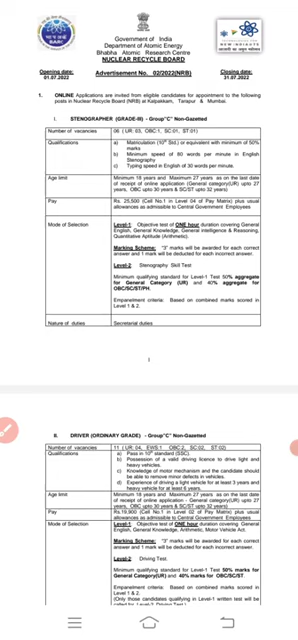 Government of India
Department of Atomic Energy
Bhabha Atomic Research Centre
NUCLEAR RECYCLE BOARD
Opening date:
01.07.2022
Advertisement No. 02/2022(NRB)
Closing date:
31.07.2022
1. ONLINE Applications are invited from eligible candidates for appointment to the following
posts in Nuclear Recycle Board (NRB) at Kalpakkam, Tarapur & Mumbai.
I. STENOGRAPHER (GRADE-III) - Group"C" Non-Gazetted
Number of vacancies 06 ( UR: 03, OBC:1, SC:01, ST:01)
Qualifications a) Matriculation (10th Std.) or equivalent with minimum of 50%
marks
b) Minimum speed of 80 words per minute in English
Stenography
c) Typing speed in English of 30 words per minute.
Age limit Minimum 18 years and Maximum 27 years as on the last date
of receipt of online application (General category(UR) upto 27
years, OBC upto 30 years & SC/ST upto 32 years)
Pay Rs. 25,500 (Cell No.1 in Level 04 of Pay Matrix) plus usual
allowances as admissible to Central Government Employees
Mode of Selection Level-1: Objective test of ONE hour duration covering General
English, General Knowledge, General intelligence & Reasoning,
Quantitative Aptitude (Arithmetic).
Marking Scheme: "3" marks will be awarded for each correct
answer and 1 mark will be deducted for each incorrect answer.
Level-2: Stenography Skill Test
Minimum qualifying standard for Level-1 Test 50% aggregate
for General Category (UR) and 40% aggregate for
OBC/SC/ST/PH.
Empanelment criteria: Based on combined marks scored in
Level 1 & 2.
Nature of duties Secretarial duties
1
II. DRIVER (ORDINARY GRADE) - Group"C" Non-Gazetted
Number of vacancies 11 ( UR: 04, EWS:1 OBC:2, SC:02, ST:02)
Qualifications a) Pass in 10th standard (SSC).
b) Possession of a valid driving licence to drive light and
heavy vehicles.
c) Knowledge of motor mechanism and the candidate should
be able to remove minor defects in vehicles.
d) Experience of driving a light vehicle for at least 3 years and
heavy vehicle for at least 6 years.
Age limit Minimum 18 years and Maximum 27 years as on the last date
of receipt of online application - General category(UR) upto 27
years, OBC upto 30 years & SC/ST upto 32 years)
Pay Rs.19,900 (Cell No.1 in Level 02 of Pay Matrix) plus usual
allowances as admissible to Central Government Employees.
Mode of Selection Level-1: Objective test of ONE hour duration covering General
English, General Knowledge, Arithmetic, Motor Vehicle Act.
Marking Scheme: "3" marks will be awarded for each correct
answer and 1 mark will be deducted for each incorrect answer.
Level-2: Driving Test.
Minimum qualifying standard for Level-1 Test 50% marks for
General Category(UR) and 40% marks for OBC/SC/ST.
Empanelment criteria: Based on combined marks scored in
Level 1 & 2.
(Only those candidates qualifying in Level-1 written test will be
called for Level-2 Driving Test.)